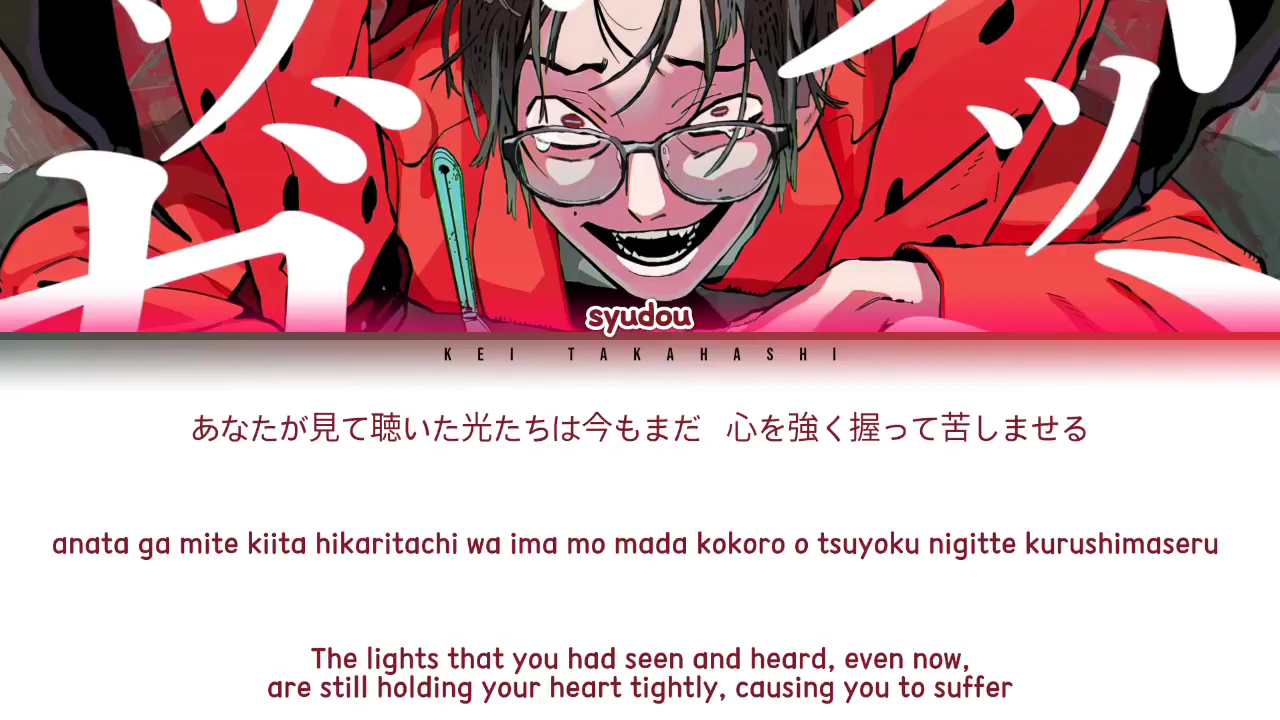 syudou
KEI TAKAHASHI
あなたが見て聴いた光たちは今もまだ 心を強く握って苦しませる
anata ga mite kiita hikaritachi wa ima mo mada kokoro o tsuyoku nigitte kurushimaseru
The lights that you had seen and heard, even now,
are still holding your heart tightly, causing you to suffer